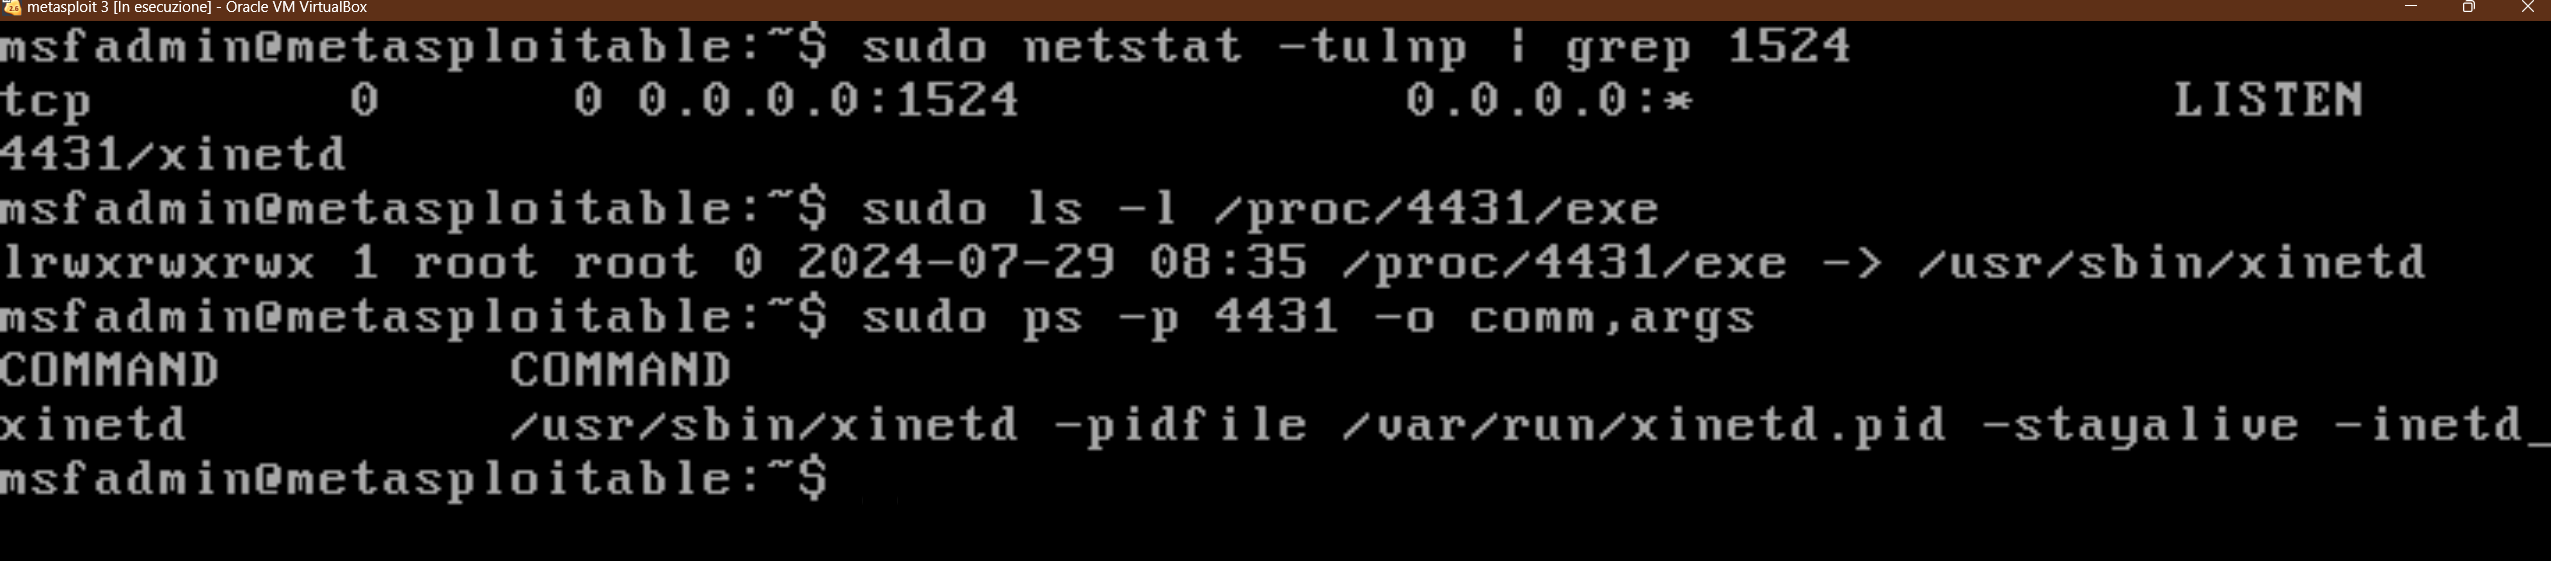 metasploit 3 [In esecuzione] - Oracle VM VirtualBox
msfadmin@metasploitable:~$ sudo netstat -tulnp | grep 1524
tcp        0      0 0.0.0.0:1524            0.0.0.0:*               LISTEN
4431/xinetd
msfadmin@metasploitable:~$ sudo ls -l /proc/4431/exe
lrwxrwxrwx 1 root root 0 2024-07-29 08:35 /proc/4431/exe -> /usr/sbin/xinetd
msfadmin@metasploitable:~$ sudo ps -p 4431 -o comm,args
COMMAND         COMMAND
xinetd          /usr/sbin/xinetd -pidfile /var/run/xinetd.pid -stayalive -inetd_
msfadmin@metasploitable:~$